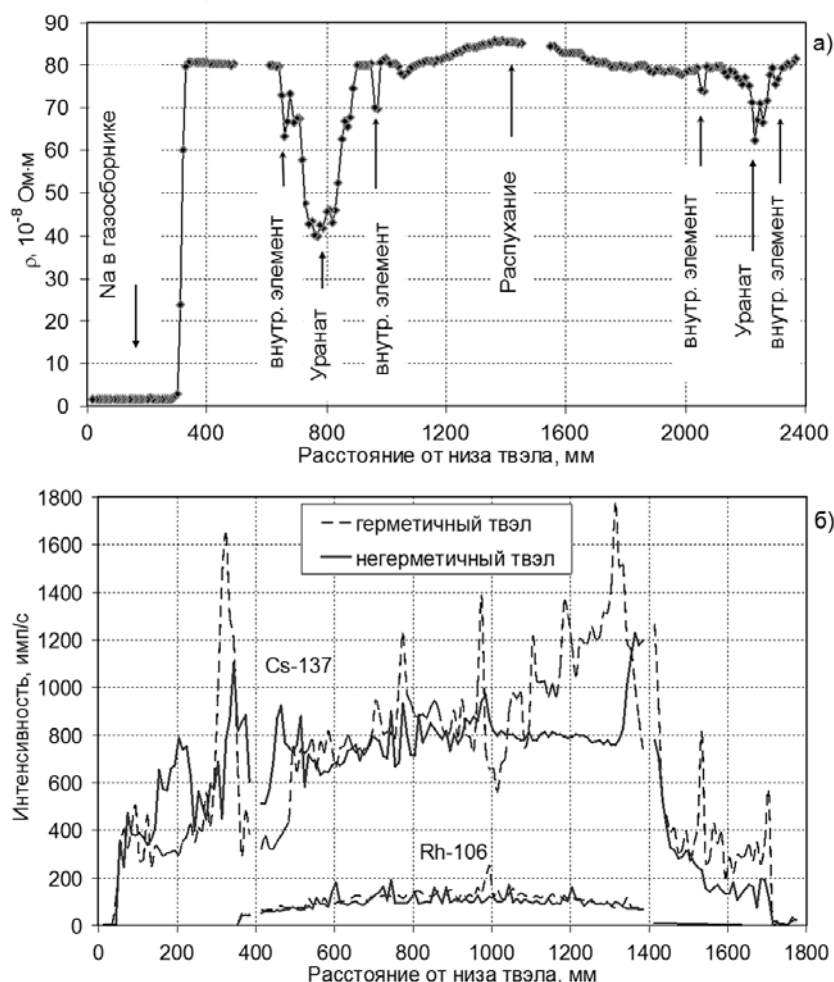 а)
90
80
70
60
50
40
30
20
10
0
ρ, 10⁻⁸ Ом·м
Na в газосборнике
внутр. элемент
Уранат
внутр. элемент
Распухание
внутр. элемент
Уранат
внутр. элемент
0 400 800 1200 1600 2000 2400
Расстояние от низа твэла, мм
б)
1800
1600
1400
1200
1000
800
600
400
200
0
Интенсивность, имп/с
герметичный твэл
негерметичный твэл
Cs-137
Rh-106
0 200 400 600 800 1000 1200 1400 1600 1800
Расстояние от низа твэла, мм